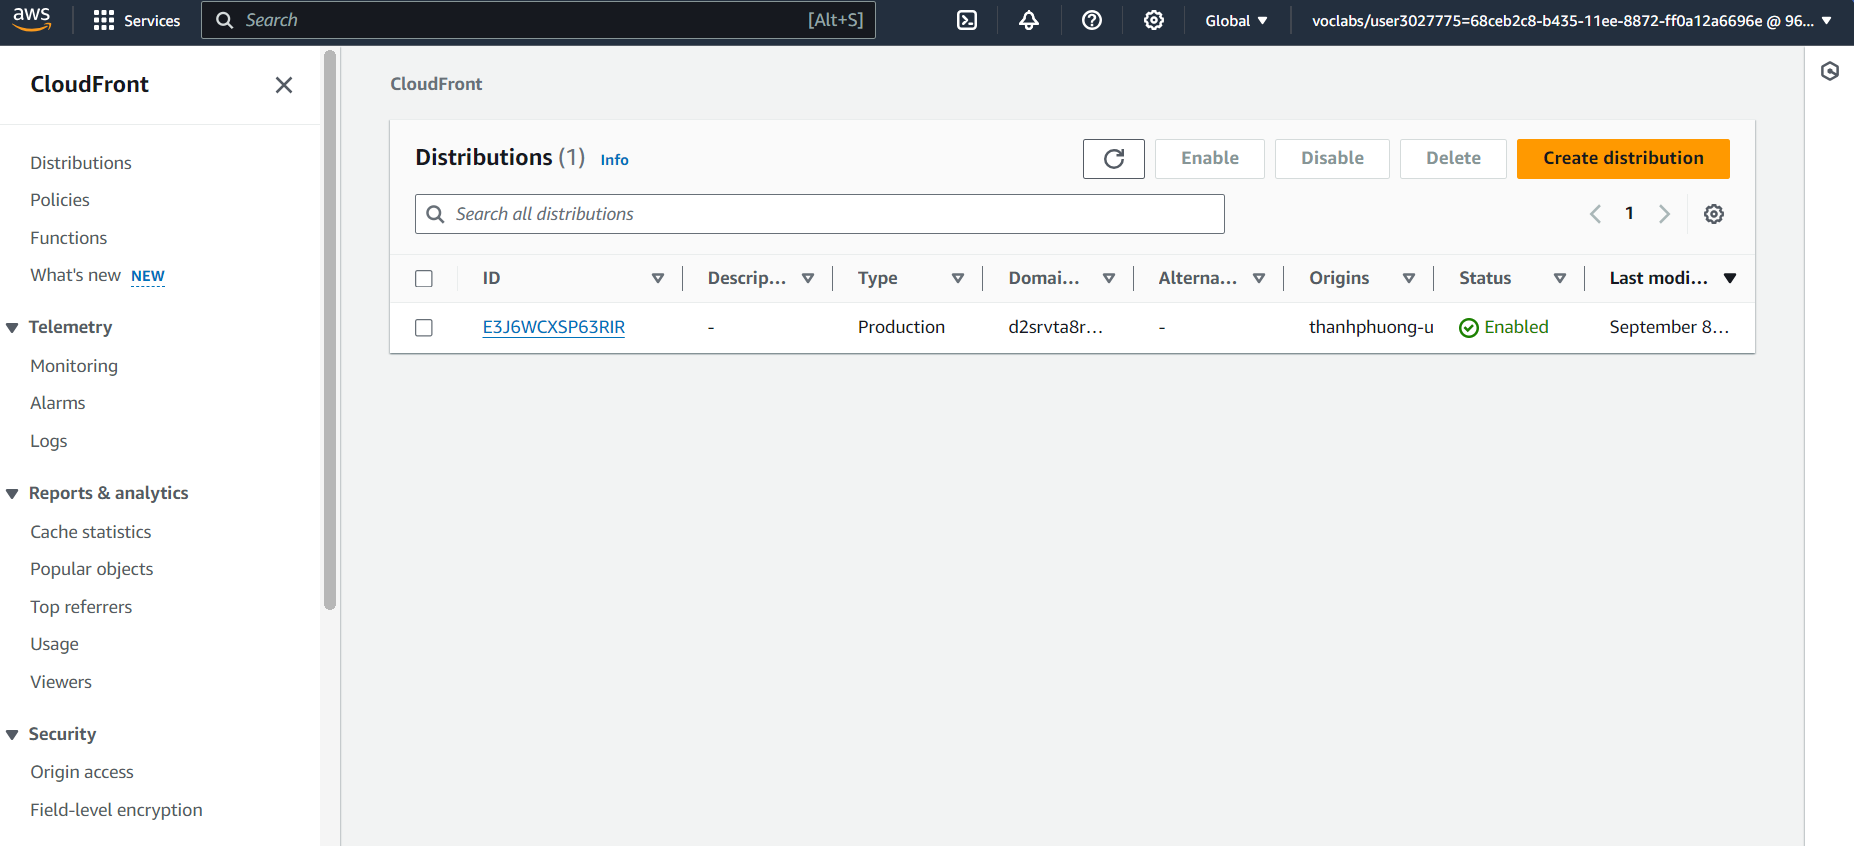 aws
Services
Search [Alt+S]
Global
voclabs/user3027775=68ceb2c8-b435-11ee-8872-ff0a12a6696e @ 96...
CloudFront
Distributions
Policies
Functions
What's new NEW
Telemetry
Monitoring
Alarms
Logs
Reports & analytics
Cache statistics
Popular objects
Top referrers
Usage
Viewers
Security
Origin access
Field-level encryption
CloudFront
Distributions (1) Info
Enable
Disable
Delete
Create distribution
Search all distributions
1
ID Descrip... Type Domai... Alterna... Origins Status Last modi...
E3J6WCXSP63RIR - Production d2srvta8r... - thanhphuong-u Enabled September 8...